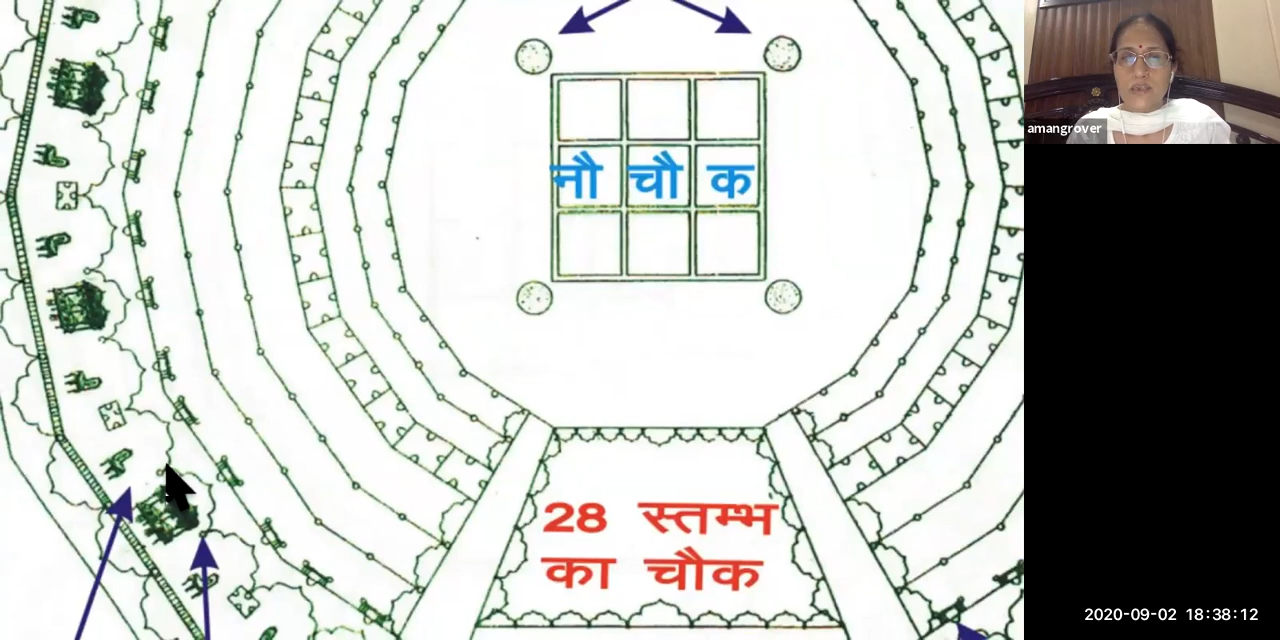 amangrover
नौ चौ क
28 स्तम्भ
का चौक
2020-09-02 18:38:12